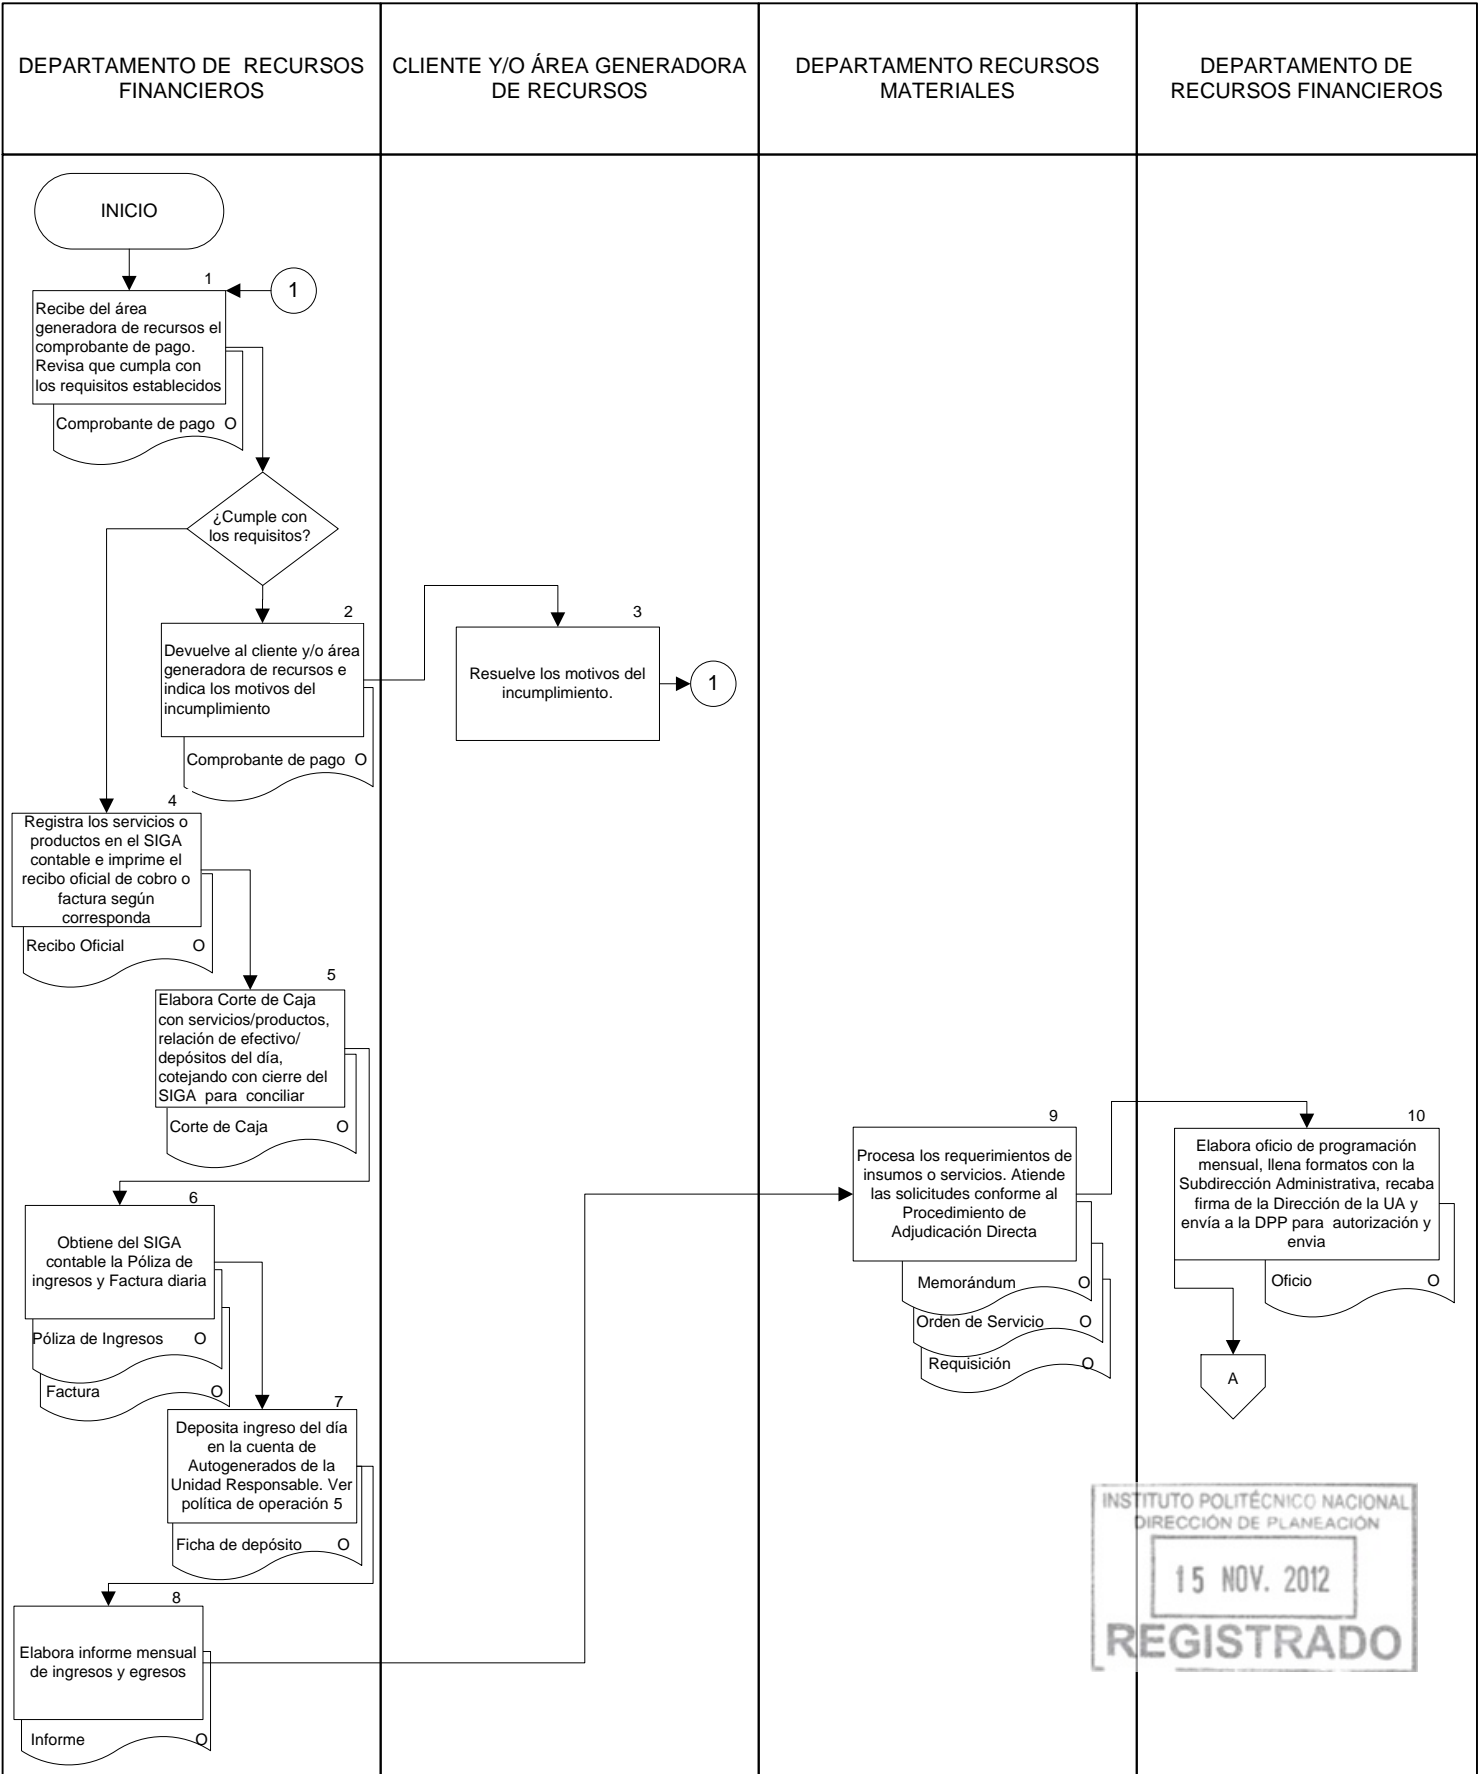 DEPARTAMENTO DE RECURSOS
FINANCIEROS
CLIENTE Y/O ÁREA GENERADORA
DE RECURSOS
DEPARTAMENTO RECURSOS
MATERIALES
DEPARTAMENTO DE
RECURSOS FINANCIEROS
INICIO
1
1
Recibe del área
generadora de recursos el
comprobante de pago.
Revisa que cumpla con
los requisitos establecidos
Comprobante de pago O
¿Cumple con
los requisitos?
2
Devuelve al cliente y/o área
generadora de recursos e
indica los motivos del
incumplimiento
Comprobante de pago O
3
Resuelve los motivos del
incumplimiento.
1
4
Registra los servicios o
productos en el SIGA
contable e imprime el
recibo oficial de cobro o
factura según
corresponda
Recibo Oficial O
5
Elabora Corte de Caja
con servicios/productos,
relación de efectivo/
depósitos del día,
cotejando con cierre del
SIGA para conciliar
Corte de Caja O
6
Obtiene del SIGA
contable la Póliza de
ingresos y Factura diaria
Póliza de Ingresos O
Factura O
7
Deposita ingreso del día
en la cuenta de
Autogenerados de la
Unidad Responsable. Ver
política de operación 5
Ficha de depósito O
8
Elabora informe mensual
de ingresos y egresos
Informe O
9
Procesa los requerimientos de
insumos o servicios. Atiende
las solicitudes conforme al
Procedimiento de
Adjudicación Directa
Memorándum O
Orden de Servicio O
Requisición O
10
Elabora oficio de programación
mensual, llena formatos con la
Subdirección Administrativa, recaba
firma de la Dirección de la UA y
envía a la DPP para autorización y
envia
Oficio O
A
INSTITUTO POLITÉCNICO NACIONAL
DIRECCIÓN DE PLANEACIÓN
15 NOV. 2012
REGISTRADO